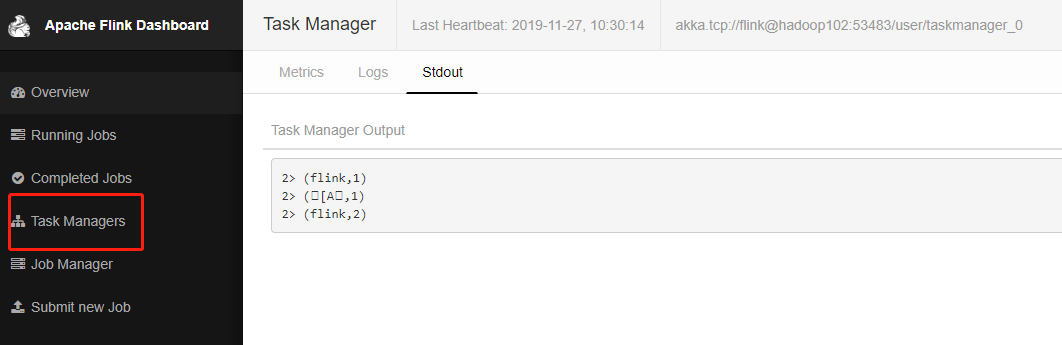 Apache Flink Dashboard
Overview
Running Jobs
Completed Jobs
Task Managers
Job Manager
Submit new Job
Task Manager
Last Heartbeat: 2019-11-27, 10:30:14
akka.tcp://flink@hadoop102:53483/user/taskmanager_0
Metrics
Logs
Stdout
Task Manager Output
2> (flink,1)
2> (□[A□,1)
2> (flink,2)